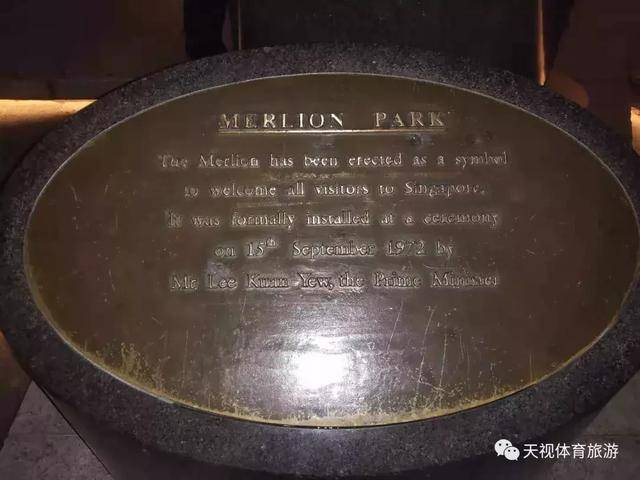 MERLION PARK
The Merlion has been erected as a symbol
to welcome all visitors to Singapore.
It was formally installed at a ceremony
on 15th September 1972 by
Mr Lee Kuan Yew, the Prime Minister
天视体育旅游